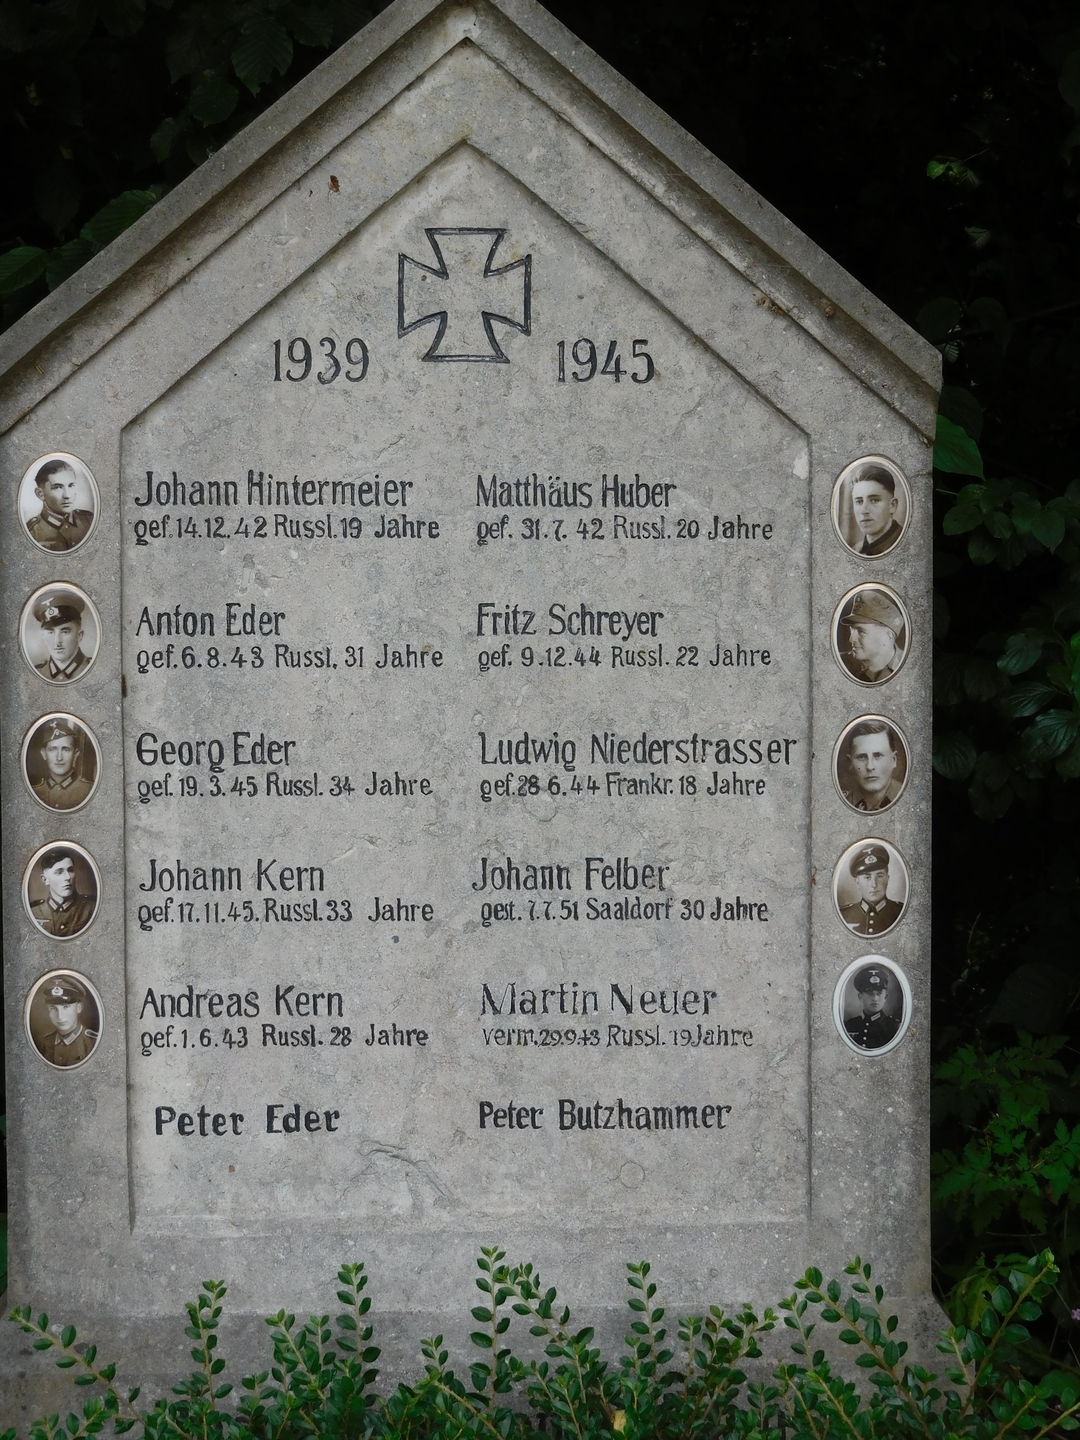 1939 1945
Johann Hintermeier
gef. 14.12.42 Russl. 19 Jahre
Matthäus Huber
gef. 31.7. 42 Russl. 20 Jahre
Anton Eder
gef. 6.8.43 Russl. 31 Jahre
Fritz Schreyer
gef. 9.12.44 Russl. 22 Jahre
Georg Eder
gef. 19.3.45 Russl. 34 Jahre
Ludwig Niederstrasser
gef. 28 6.44 Frankr. 18 Jahre
Johann Kern
gef. 17.11.45. Russl. 33 Jahre
Johann Felber
gest. 7.7.51 Saaldorf 30 Jahre
Andreas Kern
gef. 1.6.43 Russl. 28 Jahre
Martin Neuer
verm. 29.9.43 Russl. 19 Jahre
Peter Eder
Peter Butzhammer